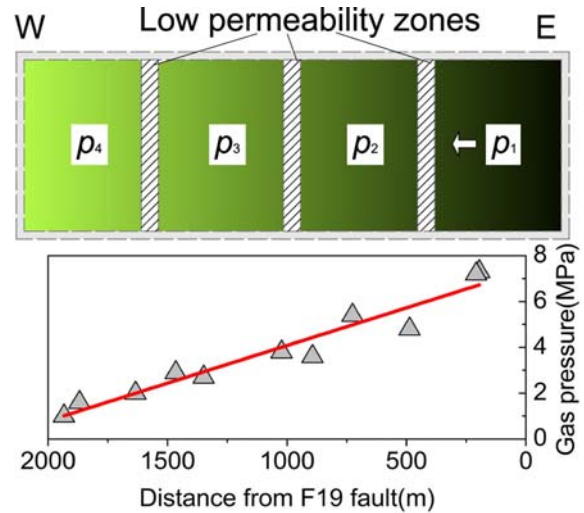 W Low permeability zones E
p₄ p₃ p₂ p₁
8
6
4
2
0
Gas pressure(MPa)
2000 1500 1000 500 0
Distance from F19 fault(m)